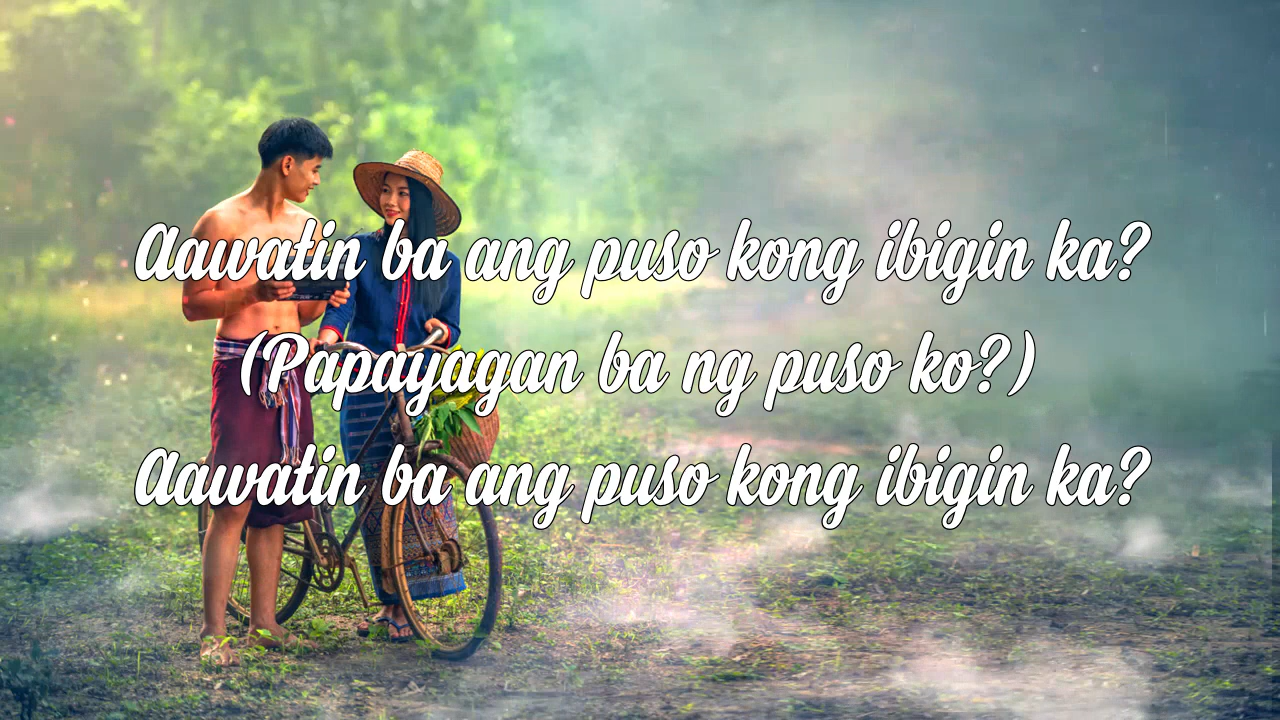 Aawatin ba ang puso kong ibigin ka?
(Papayagan ba ng puso ko?)
Aawatin ba ang puso kong ibigin ka?